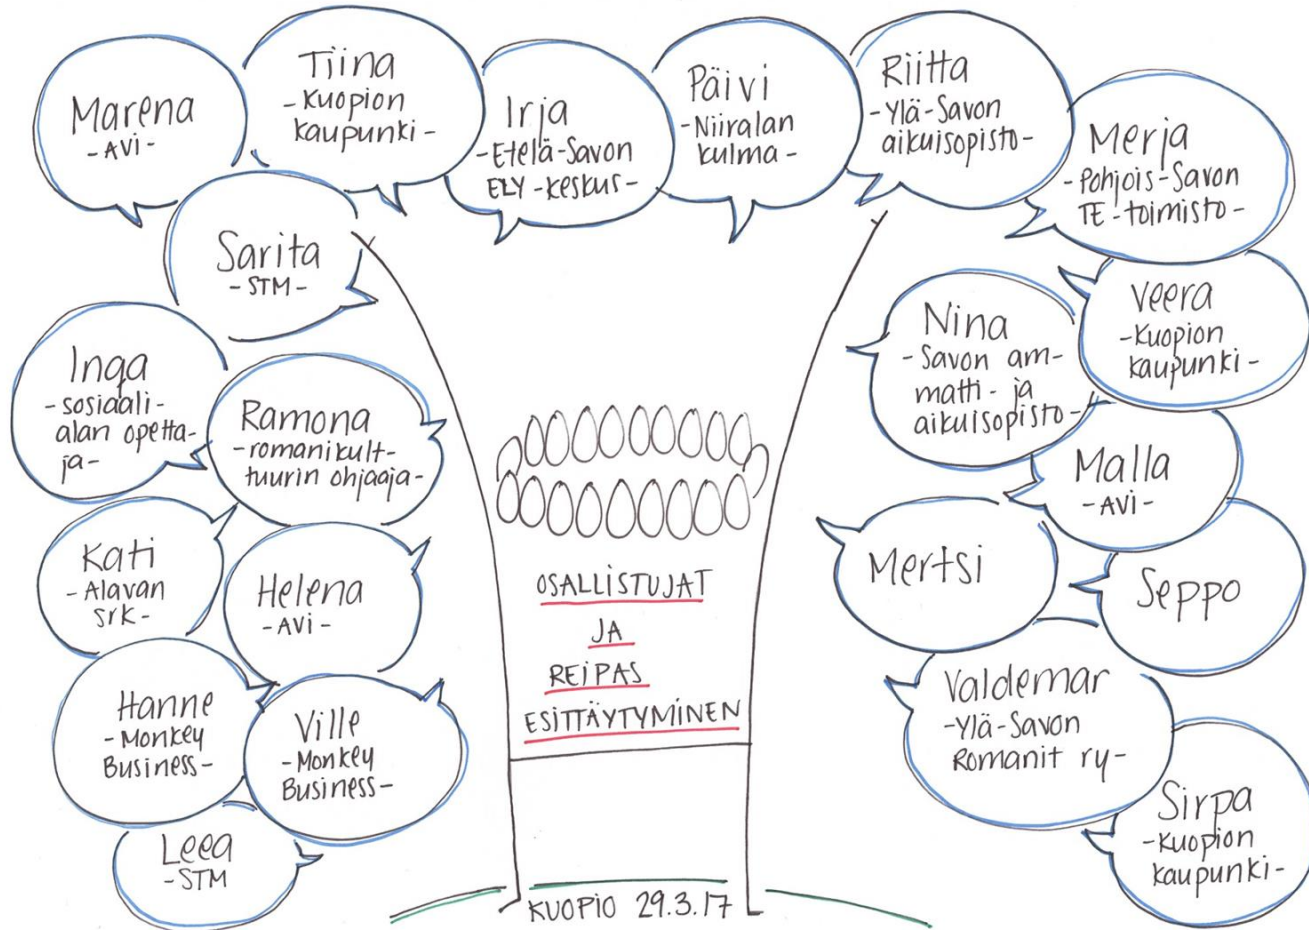 Marena
- AVI -
Tiina
- Kuopion
kaupunki -
Irja
- Etelä-Savon
ELY - keskus -
Päivi
- Niiralan
kulma -
Riitta
- Ylä-Savon
aikuisopisto -
Merja
- Pohjois-Savon
TE - toimisto -
Sarita
- STM -
Veera
- Kuopion
kaupunki -
Nina
- Savon am-
matti - ja
aikuisopisto -
Inga
- sosiaali-
alan opetta-
ja -
Ramona
- romanikult-
tuurin ohjaaja -
Malla
- AVI -
Kati
- Alavan
srk -
Helena
- AVI -
Mertsi
Seppo
OSALLISTUJAT
JA
REIPAS
ESITTÄYTYMINEN
Hanne
- Monkey
Business -
Ville
- Monkey
Business -
Valdemar
- Ylä-Savon
Romanit ry -
Sirpa
- Kuopion
kaupunki -
Leea
- STM
KUOPIO 29.3.17